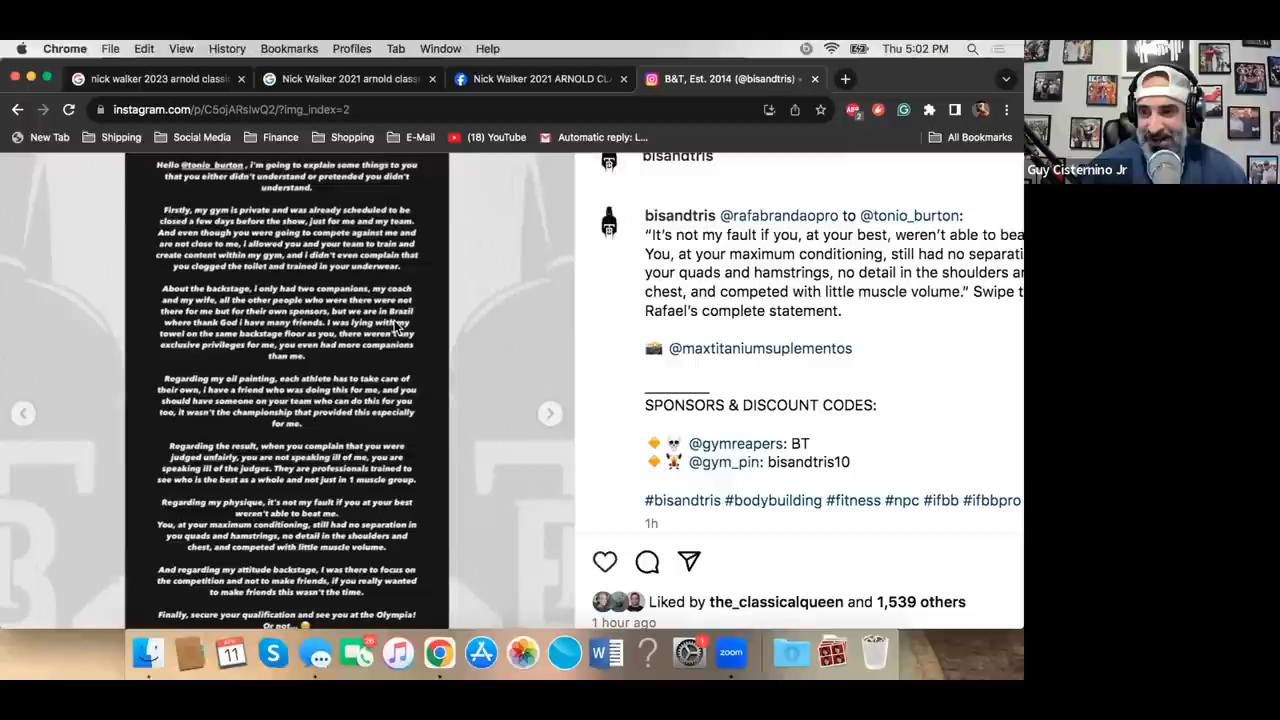 Chrome File Edit View History Bookmarks Profiles Tab Window Help
Thu 5:02 PM
nick walker 2023 arnold classi
Nick Walker 2021 arnold classi
Nick Walker 2021 ARNOLD CL
B&T, Est. 2014 (@bisandtris)
instagram.com/p/C5ojARslwQ2/?img_index=2
New Tab Shipping Social Media Finance Shopping E-Mail (18) YouTube Automatic reply: L... All Bookmarks
Hello @tonio_burton , i'm going to explain some things to you
that you either didn't understand or pretended you didn't
understand.
Firstly, my gym is private and was already scheduled to be
closed a few days before the show, just for me and my team.
And even though you were going to compete against me and
are not close to me, i allowed you and your team to train and
create content within my gym, and i didn't even complain that
you clogged the toilet and trained in your underwear.
About the backstage, i only had two companions, my coach
and my wife, all the other people who were there were not
there for me but for their own sponsors, but we are in Brazil
where thank God i have many friends. I was lying with my
towel on the same backstage floor as you, there weren't any
exclusive privileges for me, you even had more companions
than me.
Regarding my oil painting, each athlete has to take care of
their own, i have a friend who was doing this for me, and you
should have someone on your team who can do this for you
too, it wasn't the championship that provided this especially
for me.
Regarding the result, when you complain that you were
judged unfairly, you are not speaking ill of me, you are
speaking ill of the judges. They are professionals trained to
see who is the best as a whole and not just in 1 muscle group.
Regarding my physique, it's not my fault if you at your best
weren't able to beat me.
You, at your maximum conditioning, still had no separation in
you quads and hamstrings, no detail in the shoulders and
chest, and competed with little muscle volume.
And regarding my attitude backstage, I was there to focus on
the competition and not to make friends, if you really wanted
to make friends this wasn't the time.
Finally, secure your qualification and see you at the Olympia!
Or not...
bisandtris
bisandtris @rafabrandaopro to @tonio_burton:
“It's not my fault if you, at your best, weren't able to bea
You, at your maximum conditioning, still had no separati
your quads and hamstrings, no detail in the shoulders ar
chest, and competed with little muscle volume.” Swipe t
Rafael's complete statement.
📸 @maxtitaniumsuplementos
SPONSORS & DISCOUNT CODES:
🔸💀 @gymreapers: BT
🔸🏋 @gym_pin: bisandtris10
#bisandtris #bodybuilding #fitness #npc #ifbb #ifbbpro
1h
Liked by the_classicalqueen and 1,539 others
1 hour ago
Guy Cisternino Jr
APR
11
26
1
zoom